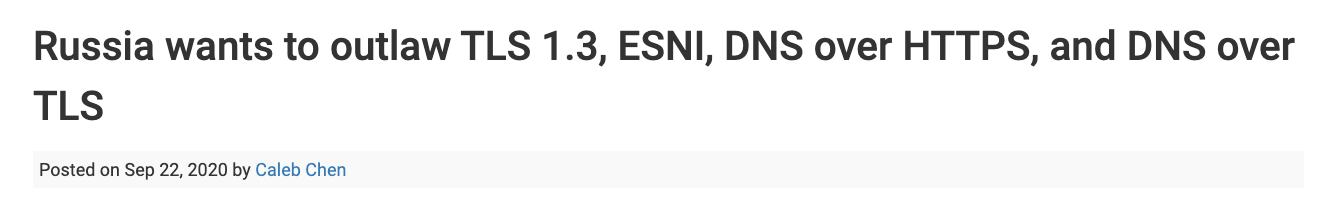 Russia wants to outlaw TLS 1.3, ESNI, DNS over HTTPS, and DNS over
TLS
Posted on Sep 22, 2020 by Caleb Chen